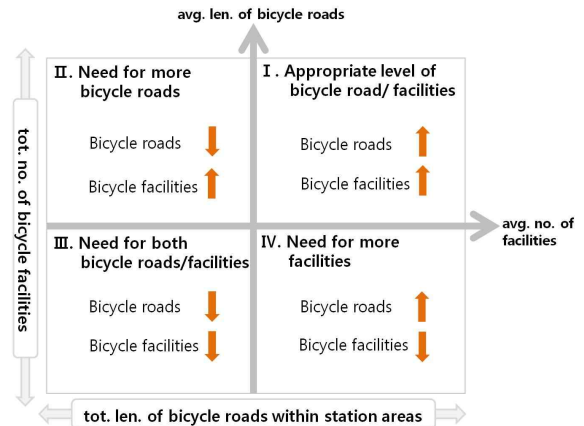 avg. len. of bicycle roads
Ⅱ. Need for more
bicycle roads
Bicycle roads
Bicycle facilities
Ⅰ. Appropriate level of
bicycle road/ facilities
Bicycle roads
Bicycle facilities
avg. no. of
facilities
Ⅲ. Need for both
bicycle roads/facilities
Bicycle roads
Bicycle facilities
Ⅳ. Need for more
facilities
Bicycle roads
Bicycle facilities
tot. no. of bicycle facilities
tot. len. of bicycle roads within station areas